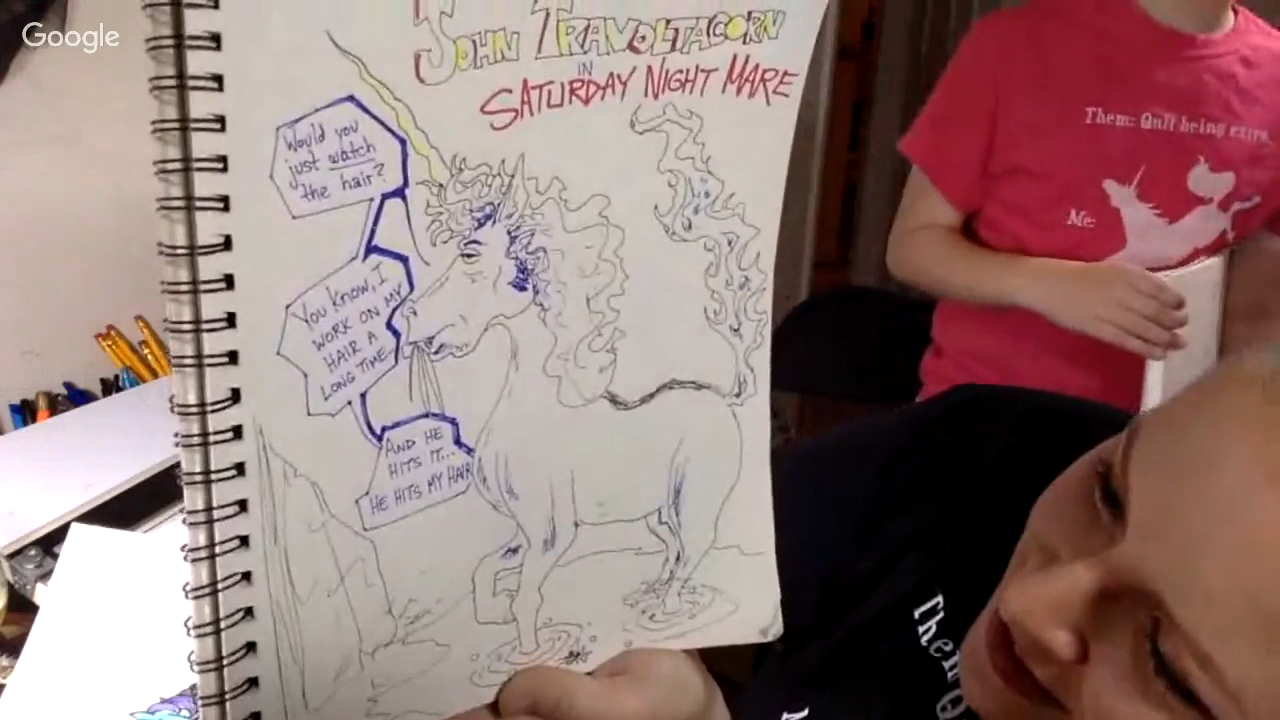 Google
JOHN TRAVOLTACORN
IN
SATURDAY NIGHT MARE
Would you
just watch
the hair?
You know, I
WORK ON MY
HAIR A
LONG TIME...
AND HE
HITS IT...
HE HITS MY HAIR
Them: Quit being extra.
Me: